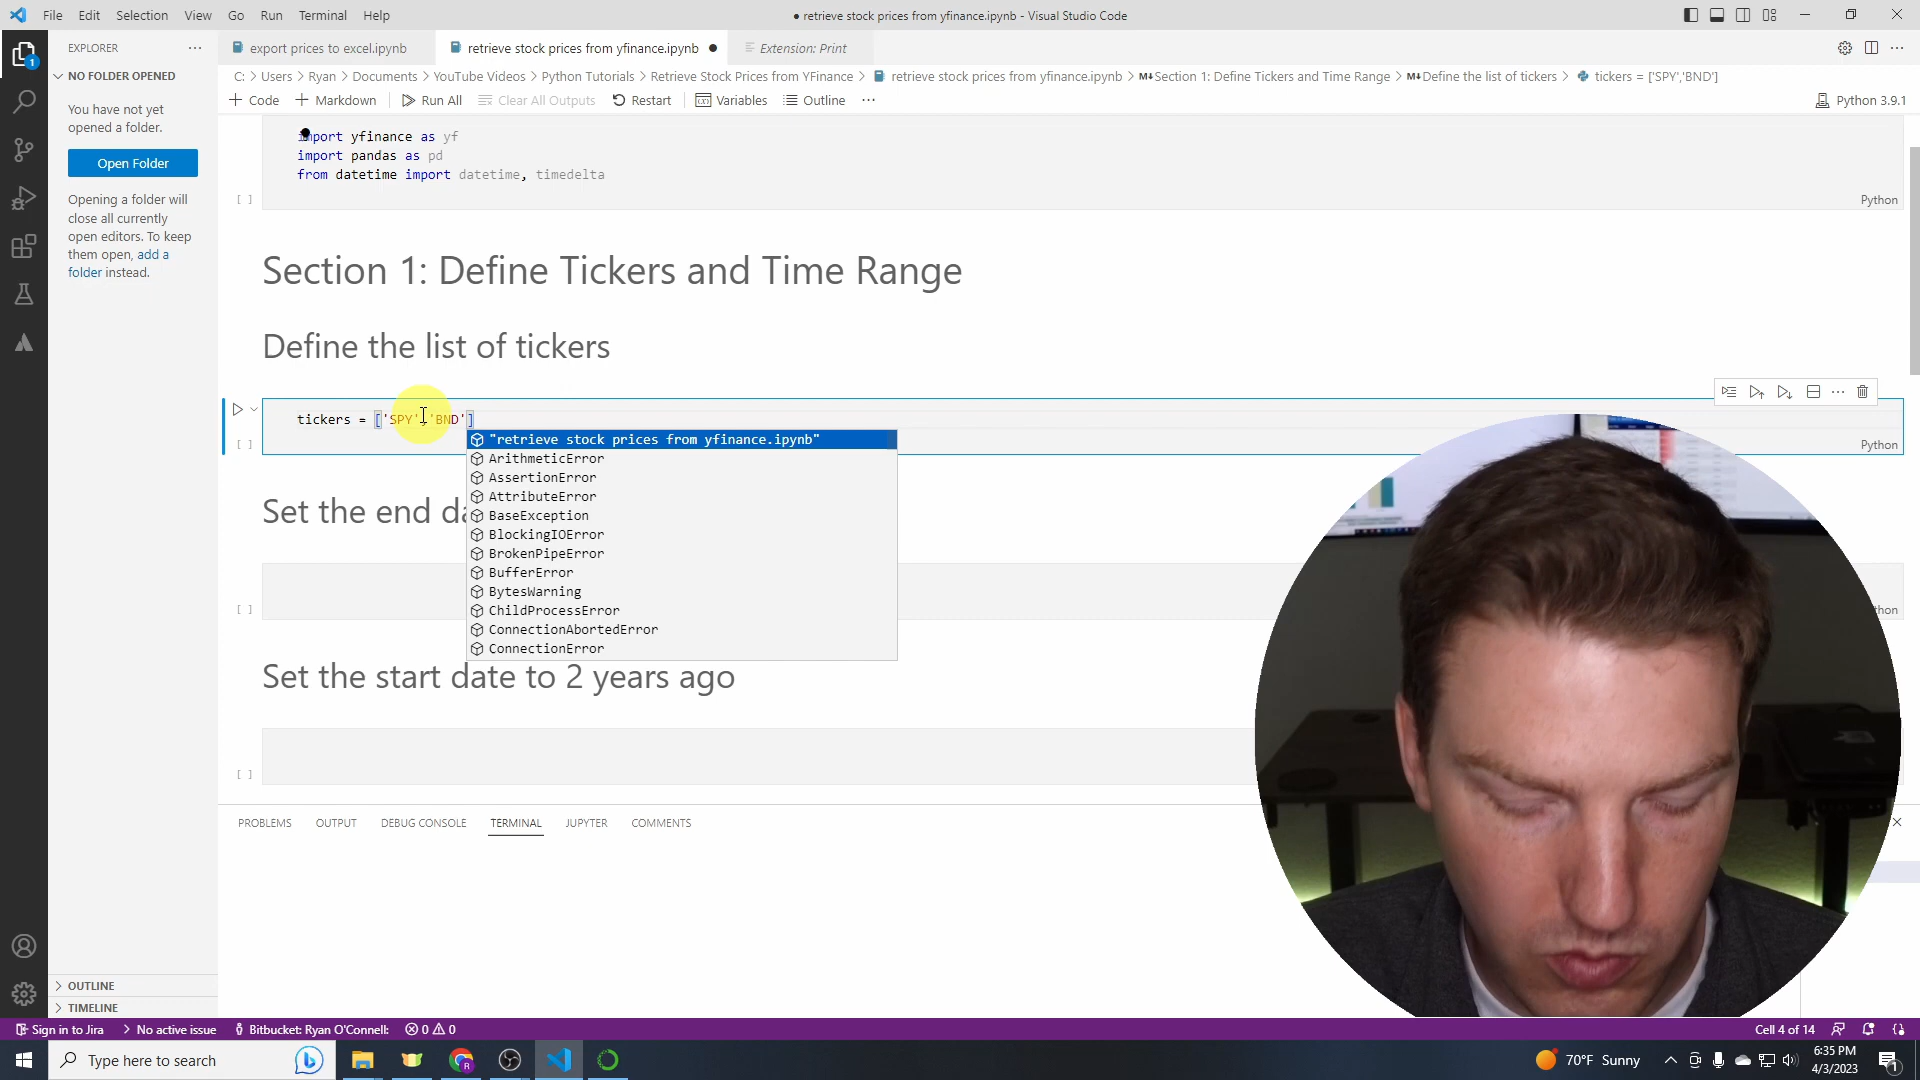 File Edit Selection View Go Run Terminal Help
● retrieve stock prices from yfinance.ipynb - Visual Studio Code
EXPLORER
export prices to excel.ipynb
retrieve stock prices from yfinance.ipynb ●
Extension: Print
NO FOLDER OPENED
You have not yet
opened a folder.
Open Folder
Opening a folder will
close all currently
open editors. To keep
them open, add a
folder instead.
OUTLINE
TIMELINE
C: > Users > Ryan > Documents > YouTube Videos > Python Tutorials > Retrieve Stock Prices from YFinance > retrieve stock prices from yfinance.ipynb > M↓Section 1: Define Tickers and Time Range > M↓Define the list of tickers > tickers = ['SPY','BND']
+ Code + Markdown Run All Clear All Outputs Restart Variables Outline ...
Python 3.9.1
import yfinance as yf
import pandas as pd
from datetime import datetime, timedelta
[ ]
Python
Section 1: Define Tickers and Time Range
Define the list of tickers
tickers = ['SPY','BND']
[ ]
Python
"retrieve stock prices from yfinance.ipynb"
ArithmeticError
AssertionError
AttributeError
BaseException
BlockingIOError
BrokenPipeError
BufferError
BytesWarning
ChildProcessError
ConnectionAbortedError
ConnectionError
Set the end da
[ ]
hon
Set the start date to 2 years ago
[ ]
PROBLEMS OUTPUT DEBUG CONSOLE TERMINAL JUPYTER COMMENTS
Sign in to Jira > No active issue Bitbucket: Ryan O'Connell: 0 0
Cell 4 of 14
Type here to search
70°F Sunny
6:35 PM
4/3/2023
1